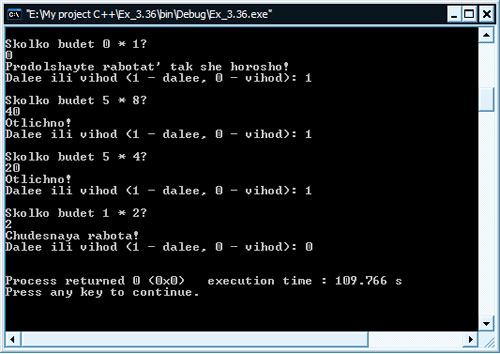 "E:\My project C++\Ex_3.36\bin\Debug\Ex_3.36.exe"
Skolko budet 0 * 1?
0
Prodolshayte rabotat' tak she horosho!
Dalee ili vihod (1 - dalee, 0 - vihod): 1
Skolko budet 5 * 8?
40
Otlichno!
Dalee ili vihod (1 - dalee, 0 - vihod): 1
Skolko budet 5 * 4?
20
Otlichno!
Dalee ili vihod (1 - dalee, 0 - vihod): 1
Skolko budet 1 * 2?
2
Chudesnaya rabota!
Dalee ili vihod (1 - dalee, 0 - vihod): 0
Process returned 0 (0x0)   execution time : 109.766 s
Press any key to continue.